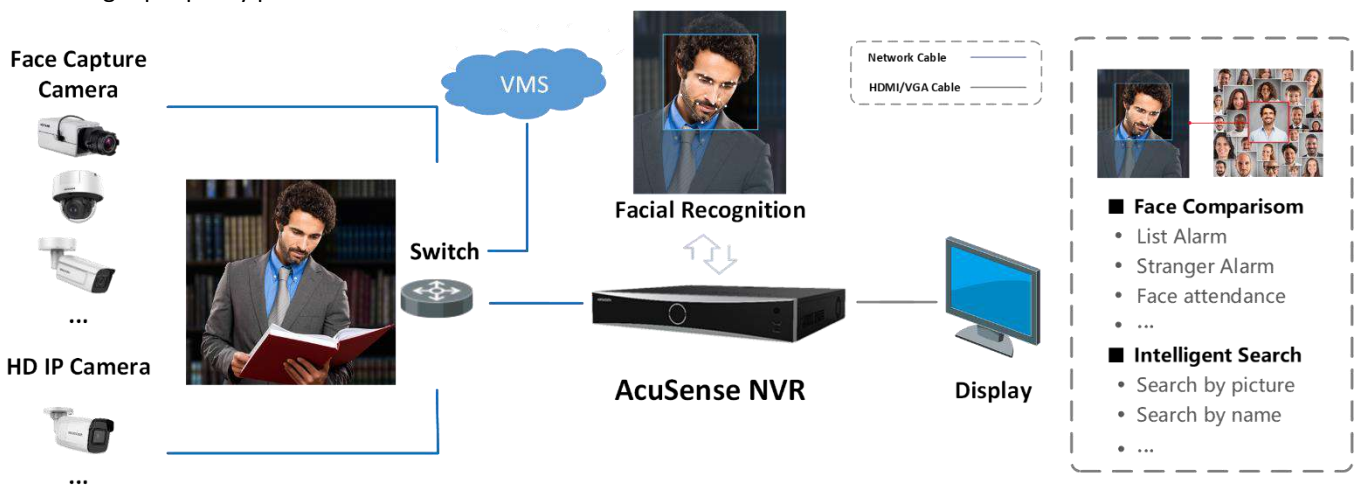 Face Capture
Camera
...
HD IP Camera
...
Switch
VMS
Facial Recognition
AcuSense NVR
Display
Network Cable
HDMI/VGA Cable
■ Face Comparisom
• List Alarm
• Stranger Alarm
• Face attendance
• ...
■ Intelligent Search
• Search by picture
• Search by name
• ...